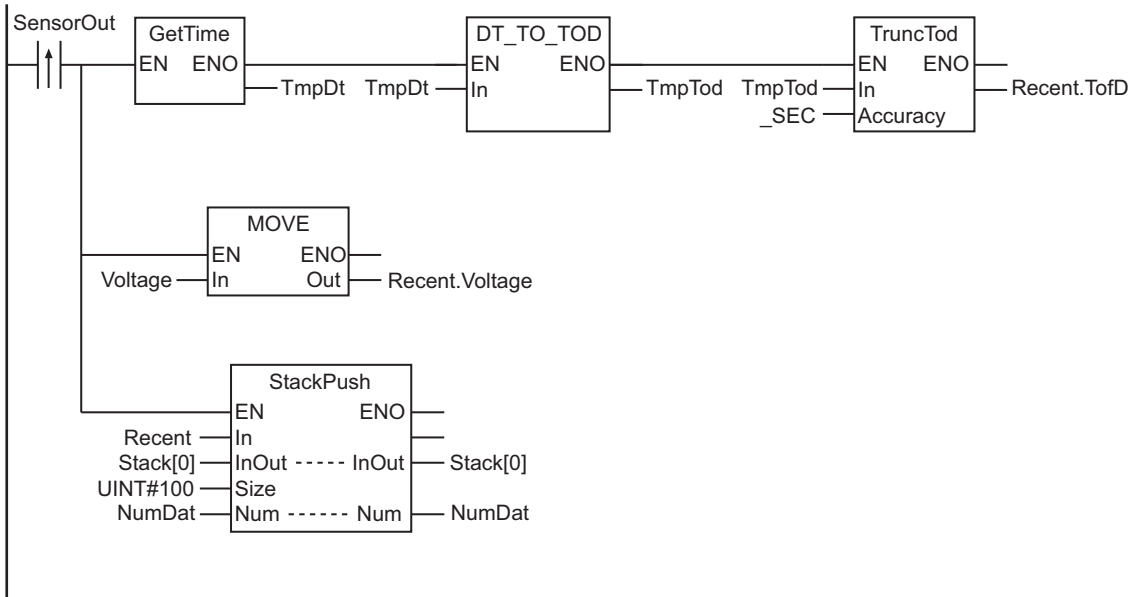 SensorOut
GetTime
DT_TO_TOD
TruncTod
EN ENO
EN ENO
EN ENO
TmpDt
TmpDt In
TmpTod
TmpTod In
Recent.TofD
_SEC Accuracy
MOVE
EN ENO
Voltage In Out Recent.Voltage
StackPush
EN ENO
Recent In
Stack[0] InOut ----- InOut Stack[0]
UINT#100 Size
NumDat Num ------ Num NumDat